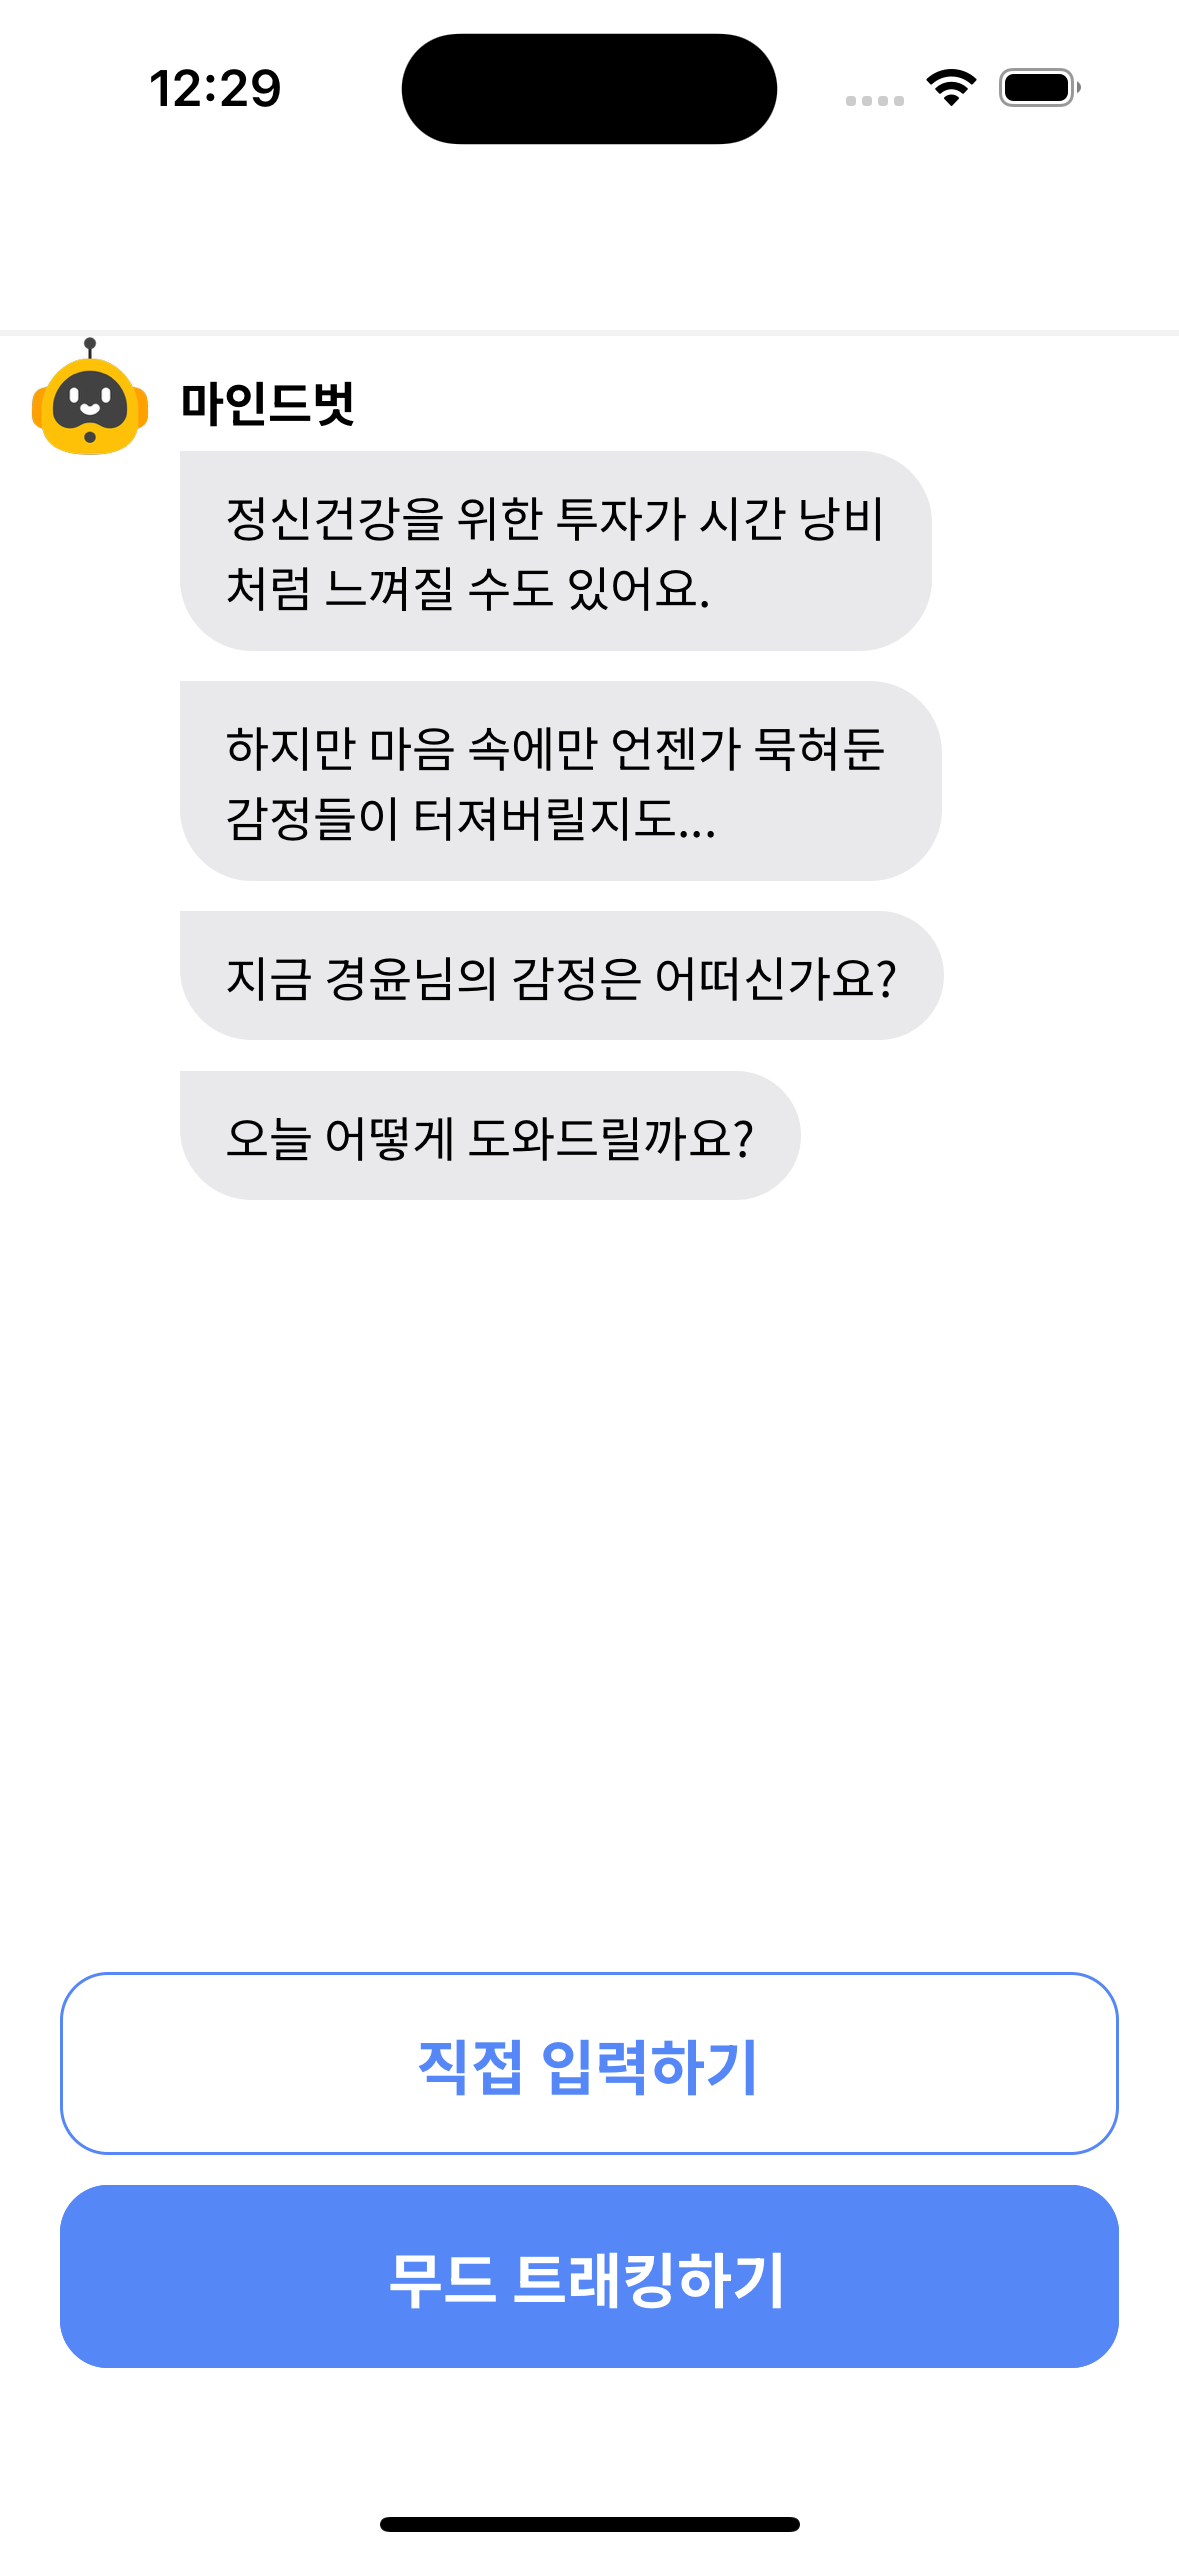 12:29
마인드벗
정신건강을 위한 투자가 시간 낭비
처럼 느껴질 수도 있어요.
하지만 마음 속에만 언젠가 묵혀둔
감정들이 터져버릴지도...
지금 경윤님의 감정은 어떠신가요?
오늘 어떻게 도와드릴까요?
직접 입력하기
무드 트래킹하기